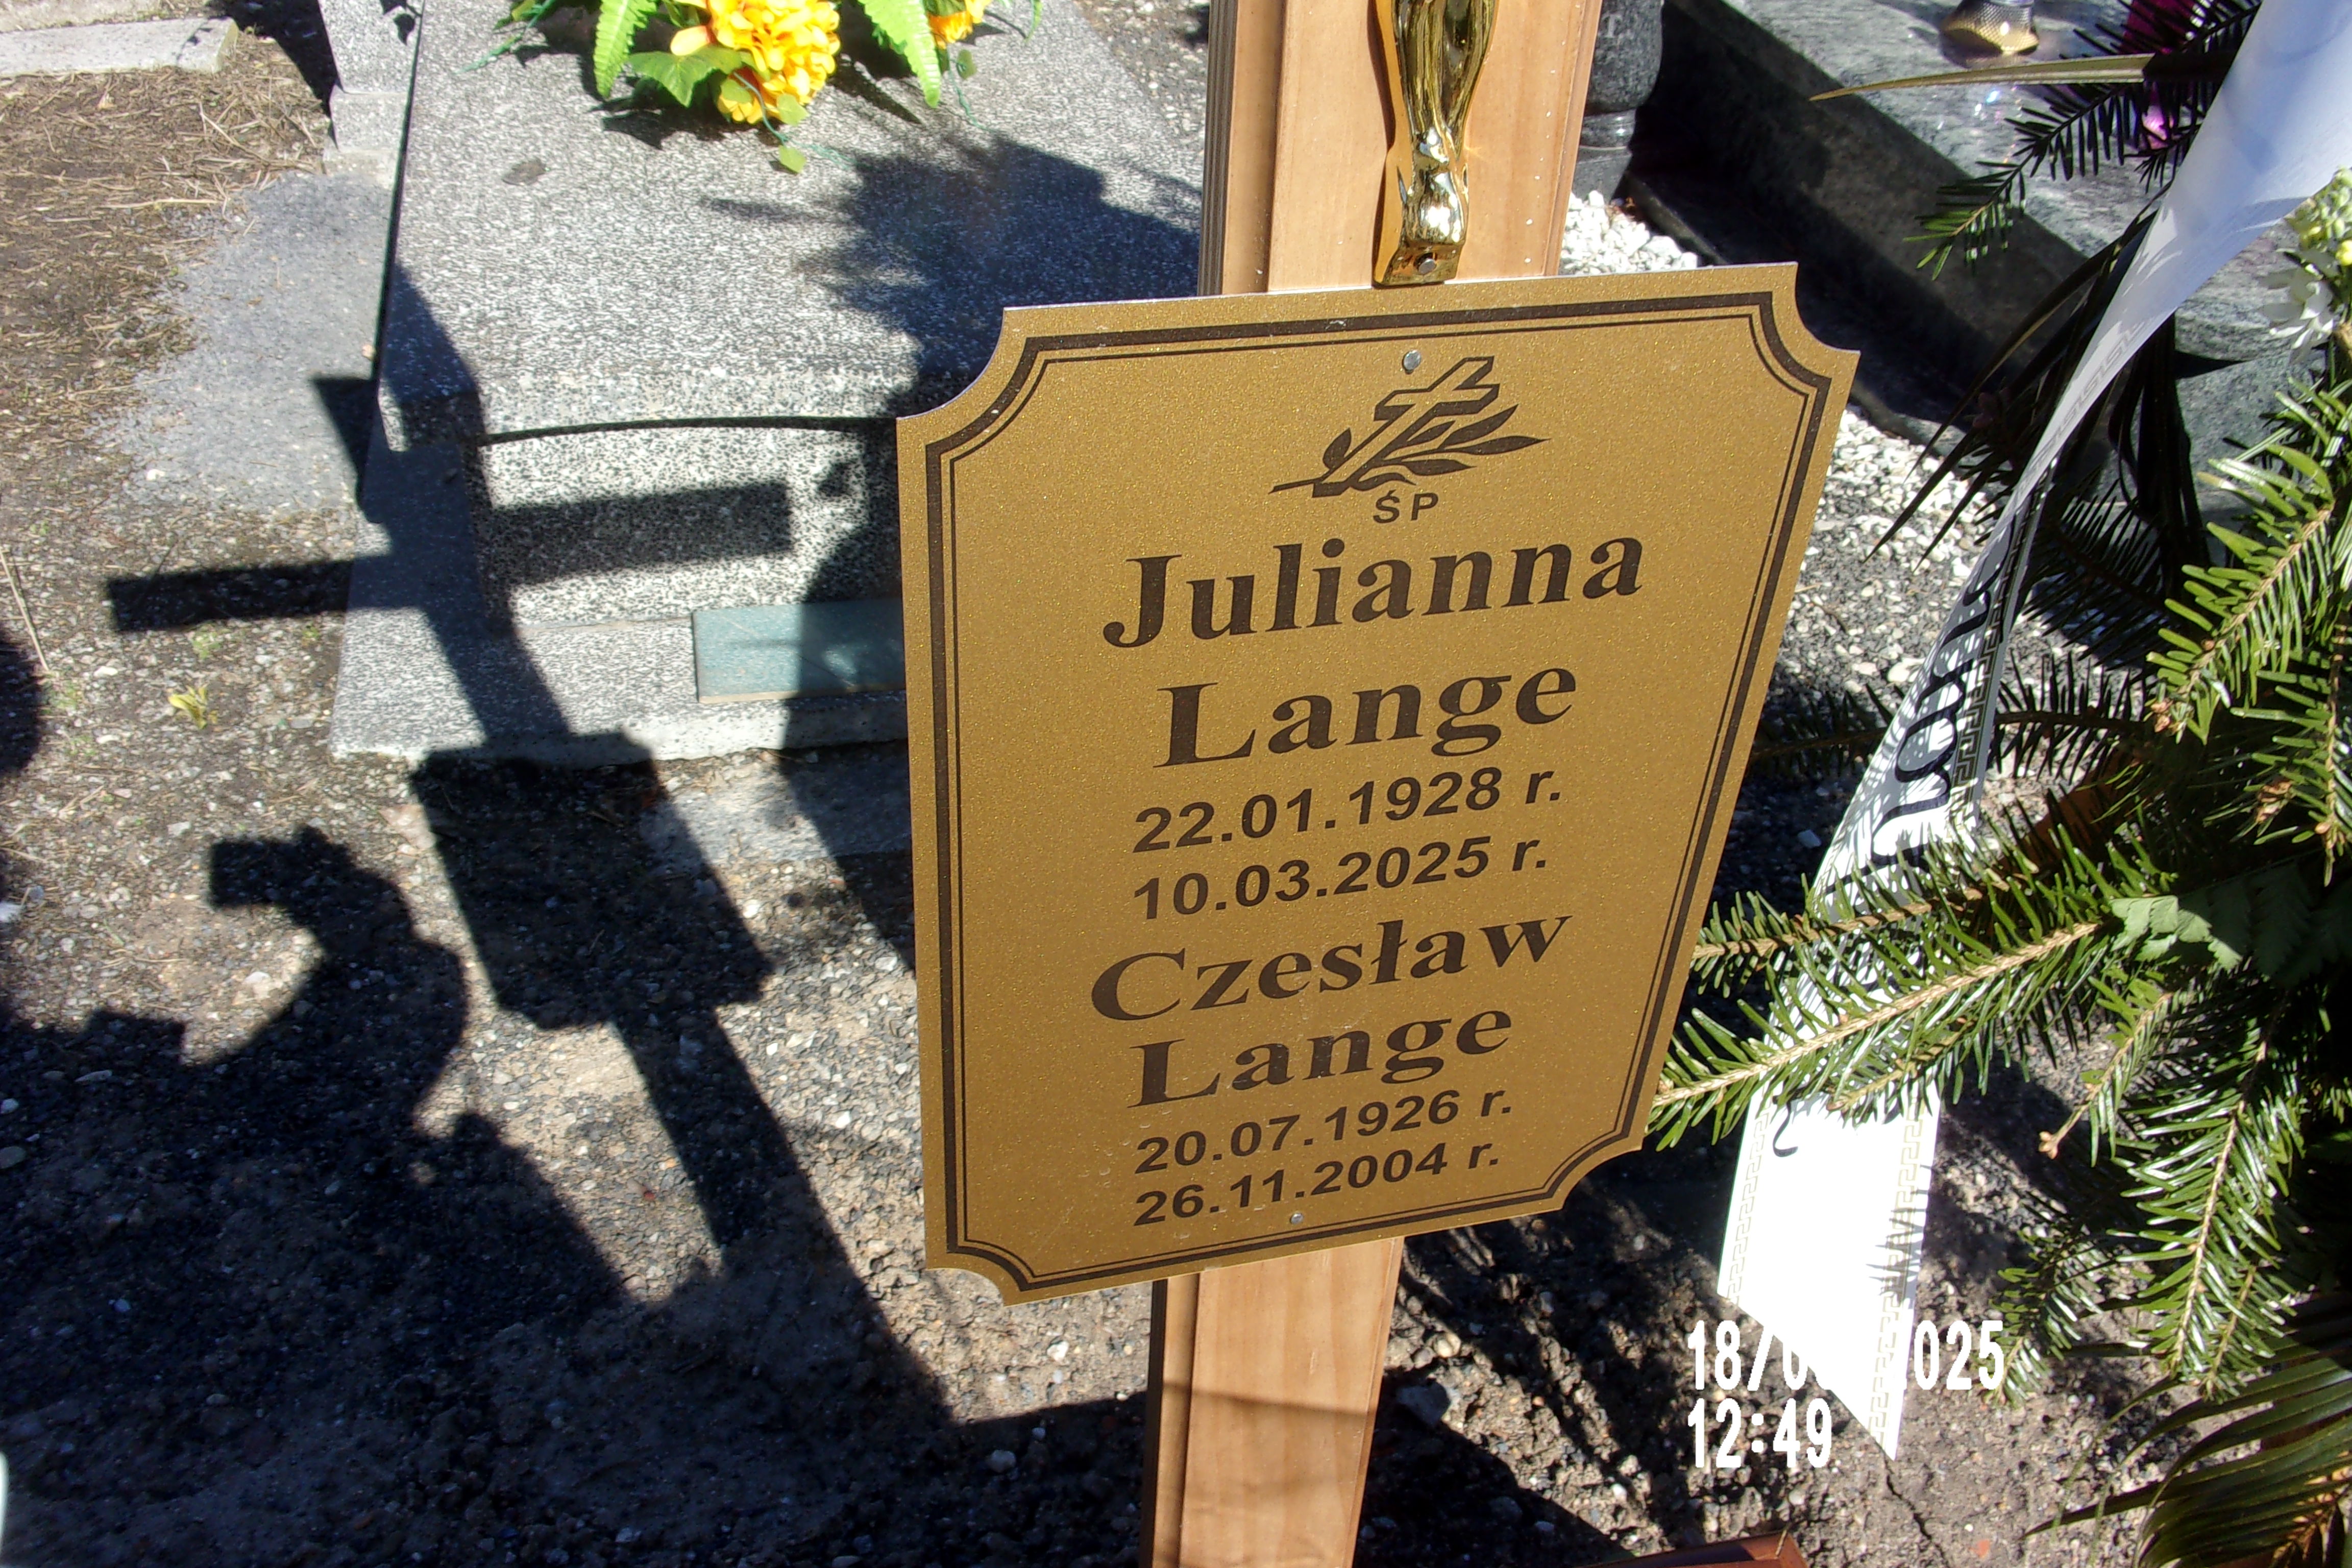 ŚP
Julianna
Lange
22.01.1928 r.
10.03.2025 r.
Czesław
Lange
20.07.1926 r.
26.11.2004 r.
12:49